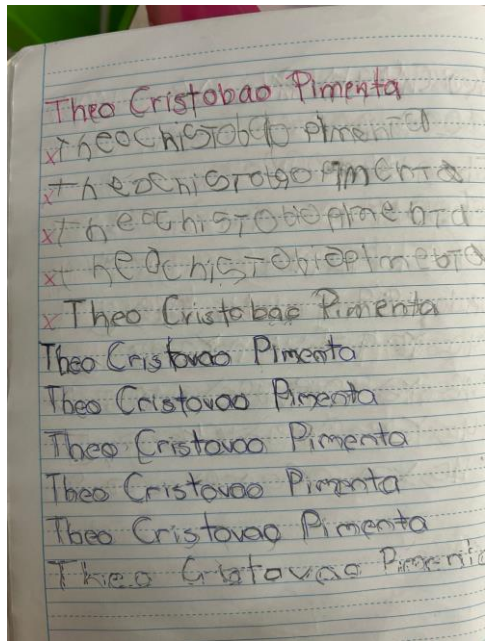 Theo Cristobao Pimenta
x theochistobao pimenta
x theochistobao pimenta
x theochistobao pimenta
x theochistobiepimebta
x Theo Cristobao Pimenta
Theo Cristovao Pimenta
Theo Cristovao Pimenta
Theo Cristovao Pimenta
Theo Cristovao Pimenta
Theo Cristovao Pimenta
Theo Cristovao Pimenta